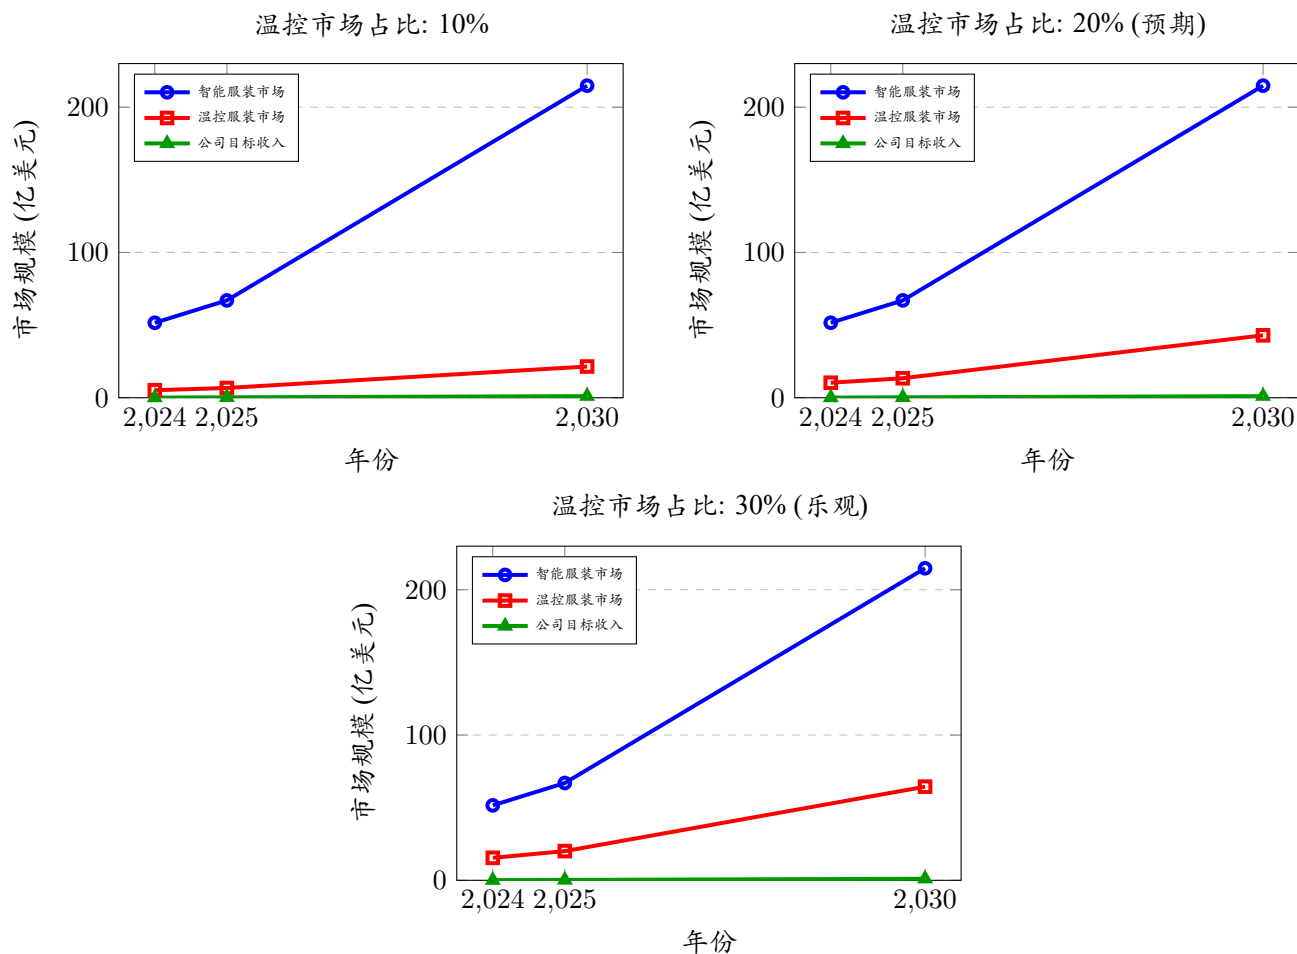 温控市场占比: 10%
智能服装市场
温控服装市场
公司目标收入
200
100
0
市场规模 (亿美元)
2,024 2,025 2,030
年份
温控市场占比: 20% (预期)
智能服装市场
温控服装市场
公司目标收入
200
100
0
市场规模 (亿美元)
2,024 2,025 2,030
年份
温控市场占比: 30% (乐观)
智能服装市场
温控服装市场
公司目标收入
200
100
0
市场规模 (亿美元)
2,024 2,025 2,030
年份